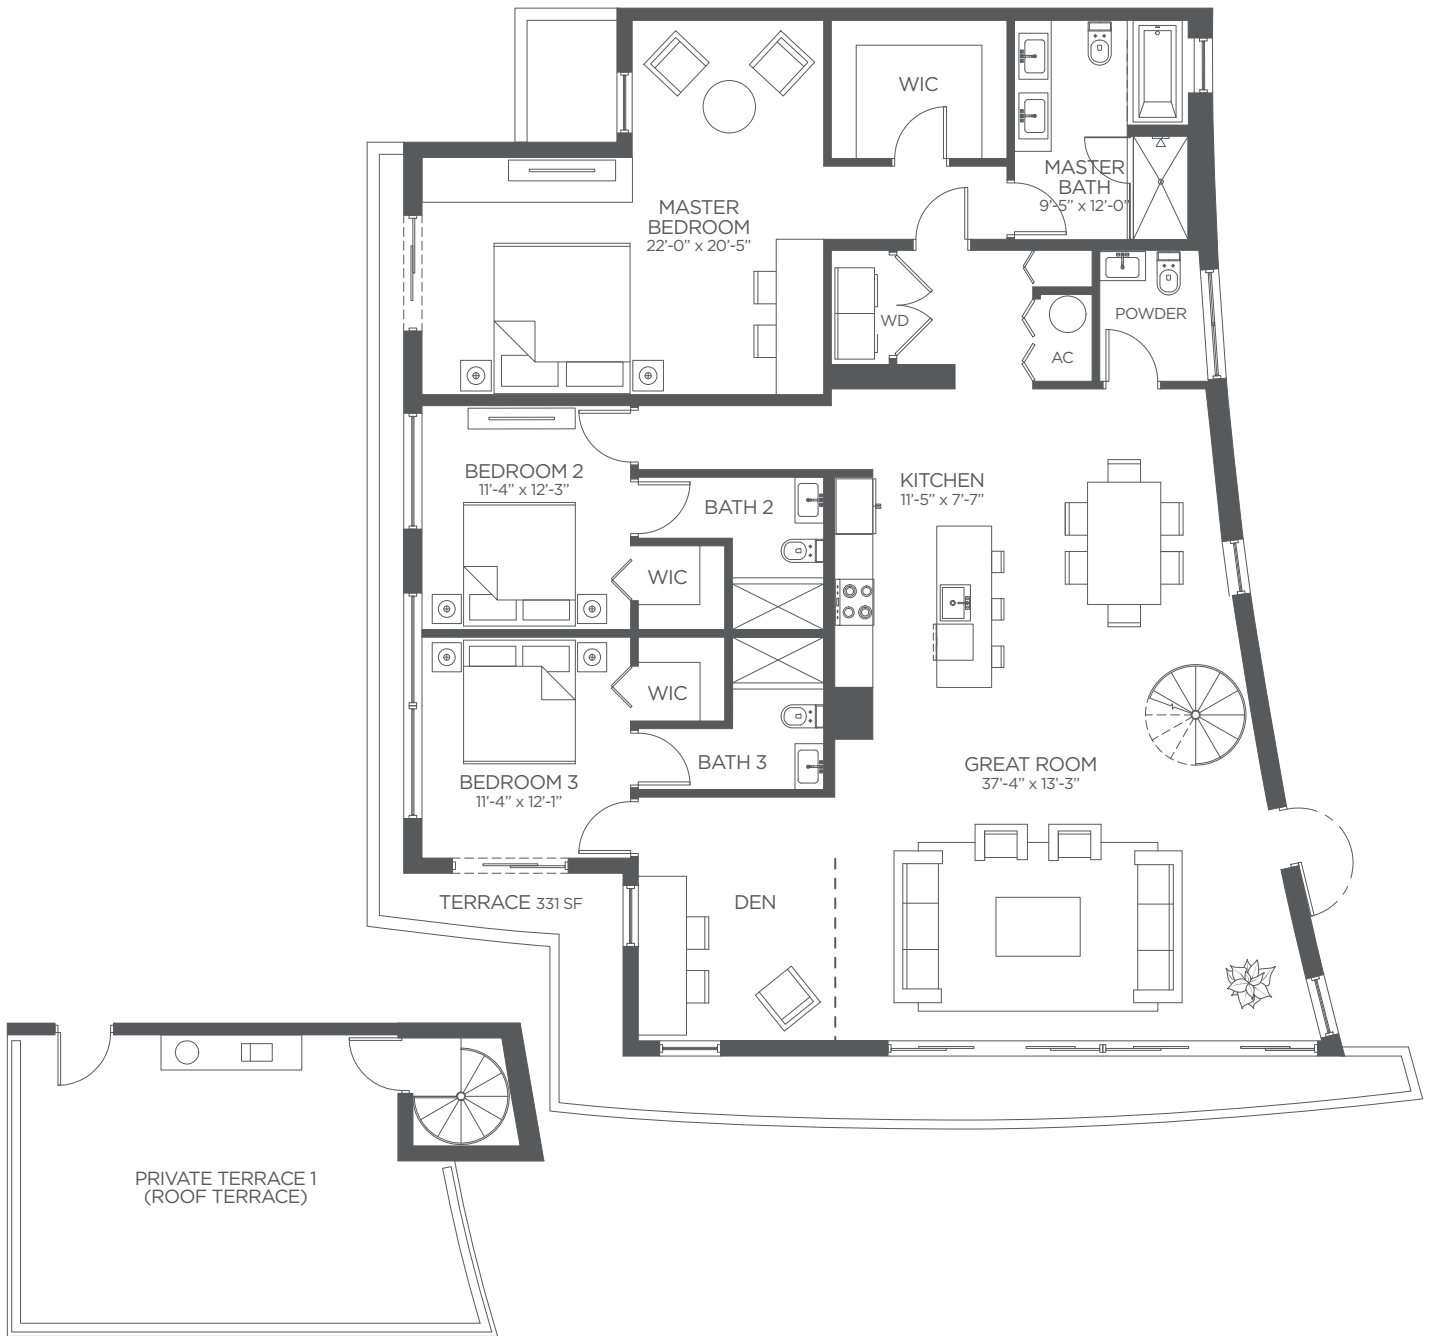 WIC
MASTER
BATH
9'-5" x 12'-0"
MASTER
BEDROOM
22'-0" x 20'-5"
WD
POWDER
AC
BEDROOM 2
11'-4" x 12'-3"
BATH 2
KITCHEN
11'-5" x 7'-7"
WIC
WIC
BATH 3
GREAT ROOM
37'-4" x 13'-3"
BEDROOM 3
11'-4" x 12'-1"
TERRACE 331 SF
DEN
PRIVATE TERRACE 1
(ROOF TERRACE)